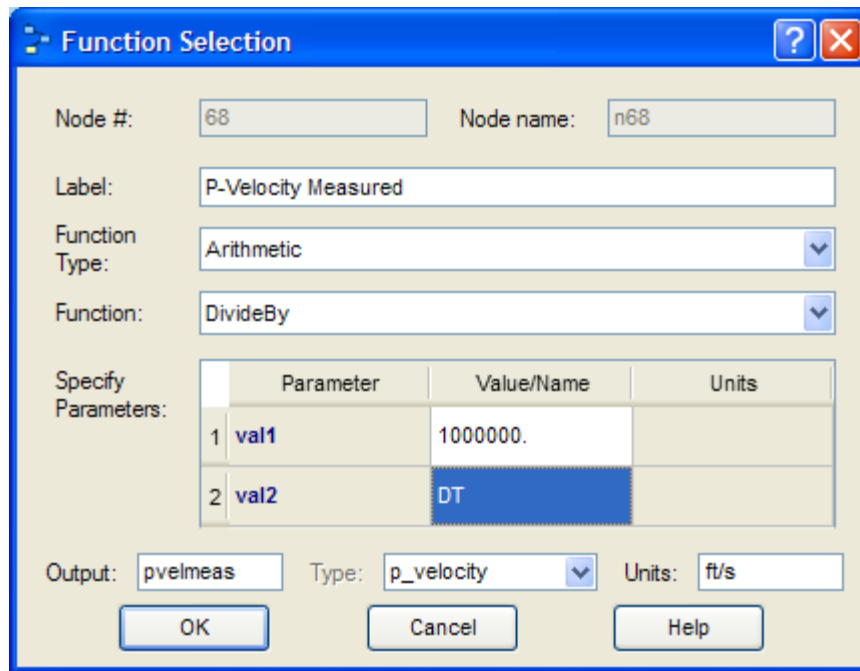 Function Selection
Node #: 68 Node name: n68
Label: P-Velocity Measured
Function
Type: Arithmetic
Function: DivideBy
Specify
Parameters:
Parameter Value/Name Units
1 val1 1000000.
2 val2 DT
Output: pvelmeas Type: p_velocity Units: ft/s
OK Cancel Help